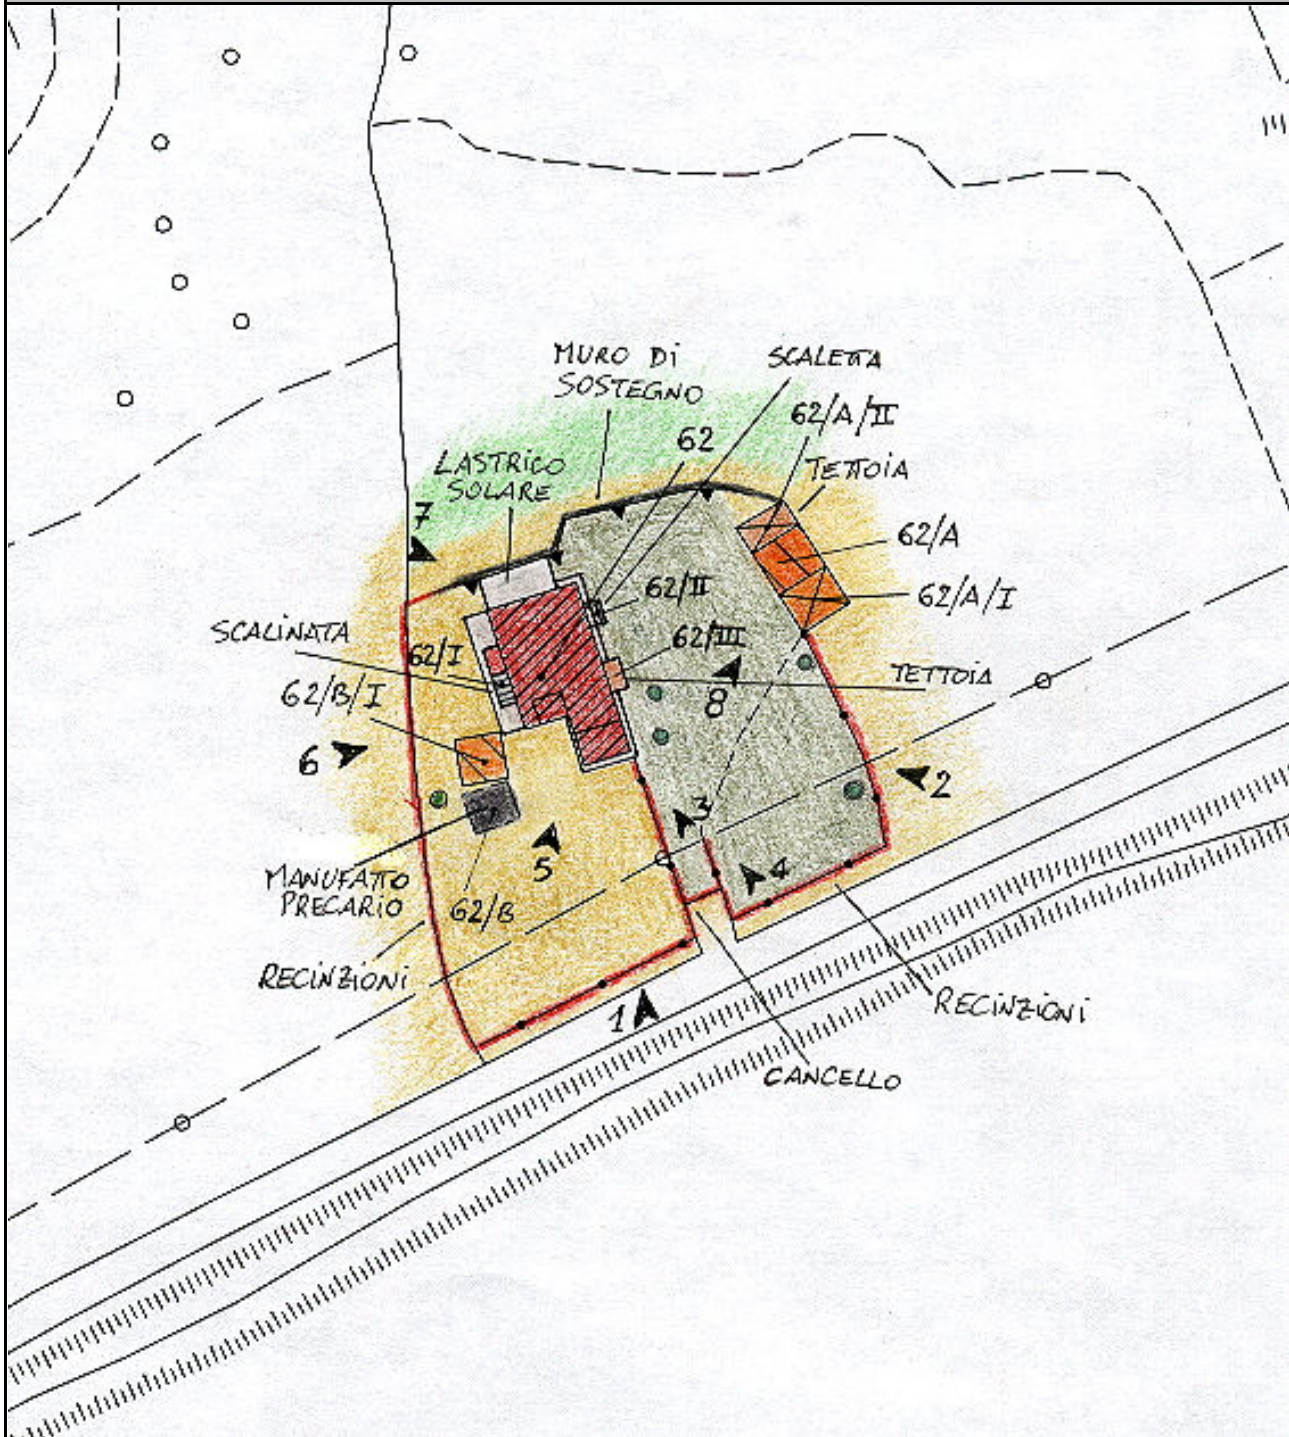 MURO DI
SOSTEGNO
SCALETTA
62/A/II
62
TETTOIA
LASTRICO
SOLARE
7
62/A
62/II
62/A/I
SCALINATA
62/I
62/III
62/B/I
TETTOIA
8
6
2
3
5
4
MANUFATTO
PRECARIO
62/B
RECINZIONI
RECINZIONI
1
CANCELLO